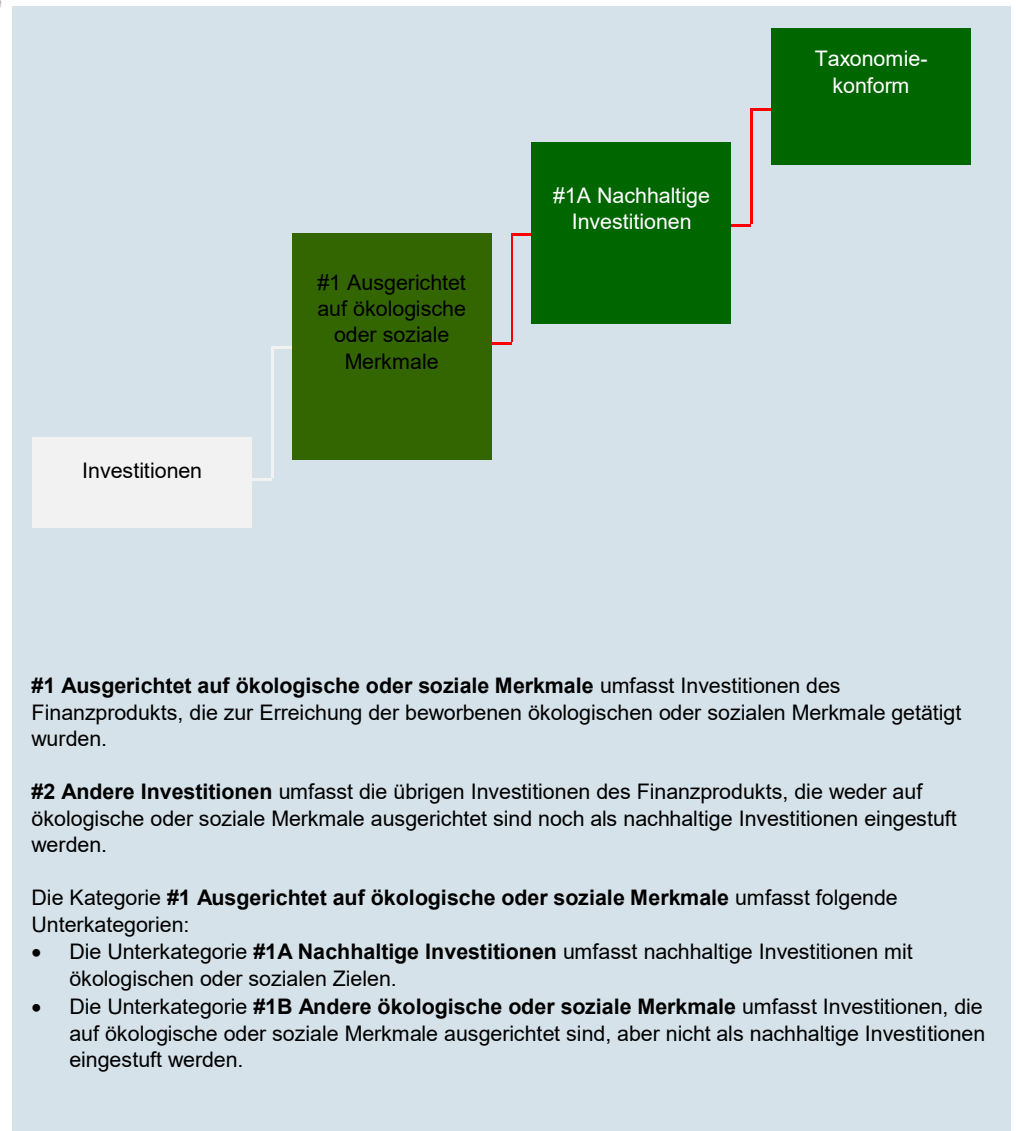 Taxonomie-
konform
#1A Nachhaltige
Investitionen
#1 Ausgerichtet
auf ökologische
oder soziale
Merkmale
Investitionen
#1 Ausgerichtet auf ökologische oder soziale Merkmale umfasst Investitionen des
Finanzprodukts, die zur Erreichung der beworbenen ökologischen oder sozialen Merkmale getätigt
wurden.
#2 Andere Investitionen umfasst die übrigen Investitionen des Finanzprodukts, die weder auf
ökologische oder soziale Merkmale ausgerichtet sind noch als nachhaltige Investitionen eingestuft
werden.
Die Kategorie #1 Ausgerichtet auf ökologische oder soziale Merkmale umfasst folgende
Unterkategorien:
• Die Unterkategorie #1A Nachhaltige Investitionen umfasst nachhaltige Investitionen mit
ökologischen oder sozialen Zielen.
• Die Unterkategorie #1B Andere ökologische oder soziale Merkmale umfasst Investitionen, die
auf ökologische oder soziale Merkmale ausgerichtet sind, aber nicht als nachhaltige Investitionen
eingestuft werden.